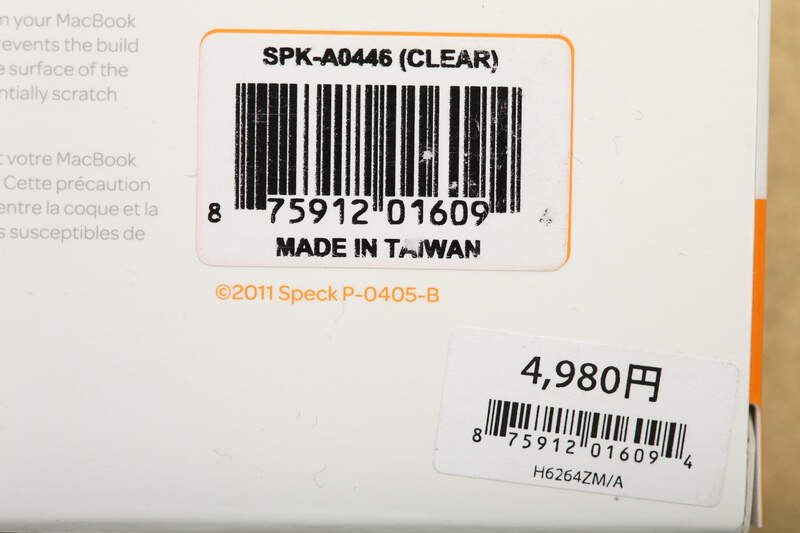 n your MacBook
revents the build
e surface of the
ntially scratch
t votre MacBook
Cette précaution
entre la coque et la
s susceptibles de
SPK-A0446 (CLEAR)
8 75912 01609 4
MADE IN TAIWAN
©2011 Speck P-0405-B
4,980円
8 75912 01609 4
H6264ZM/A